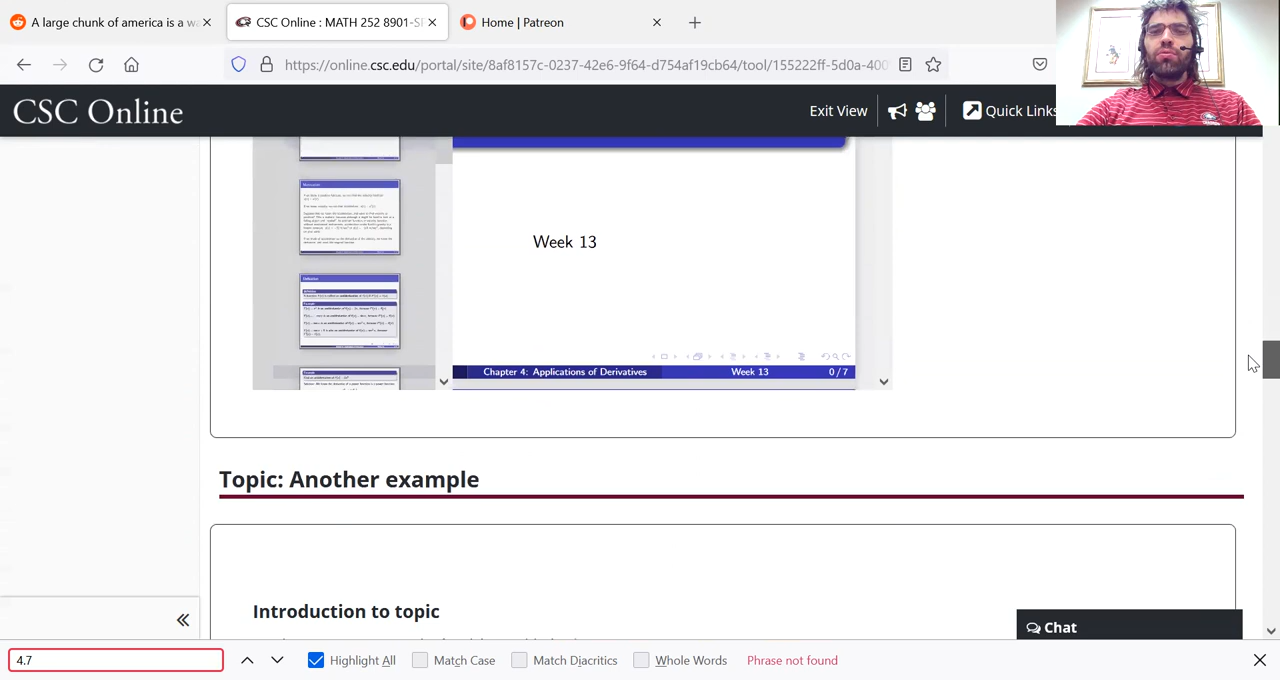 A large chunk of america is a wa
CSC Online : MATH 252 8901-S
Home | Patreon
https://online.csc.edu/portal/site/8af8157c-0237-42e6-9f64-d754af19cb64/tool/155222ff-5d0a-400
CSC Online
Exit View
Quick Links
Week 13
Chapter 4: Applications of Derivatives Week 13 0 / 7
Topic: Another example
Introduction to topic
Chat
4.7
Highlight All
Match Case
Match Diacritics
Whole Words
Phrase not found